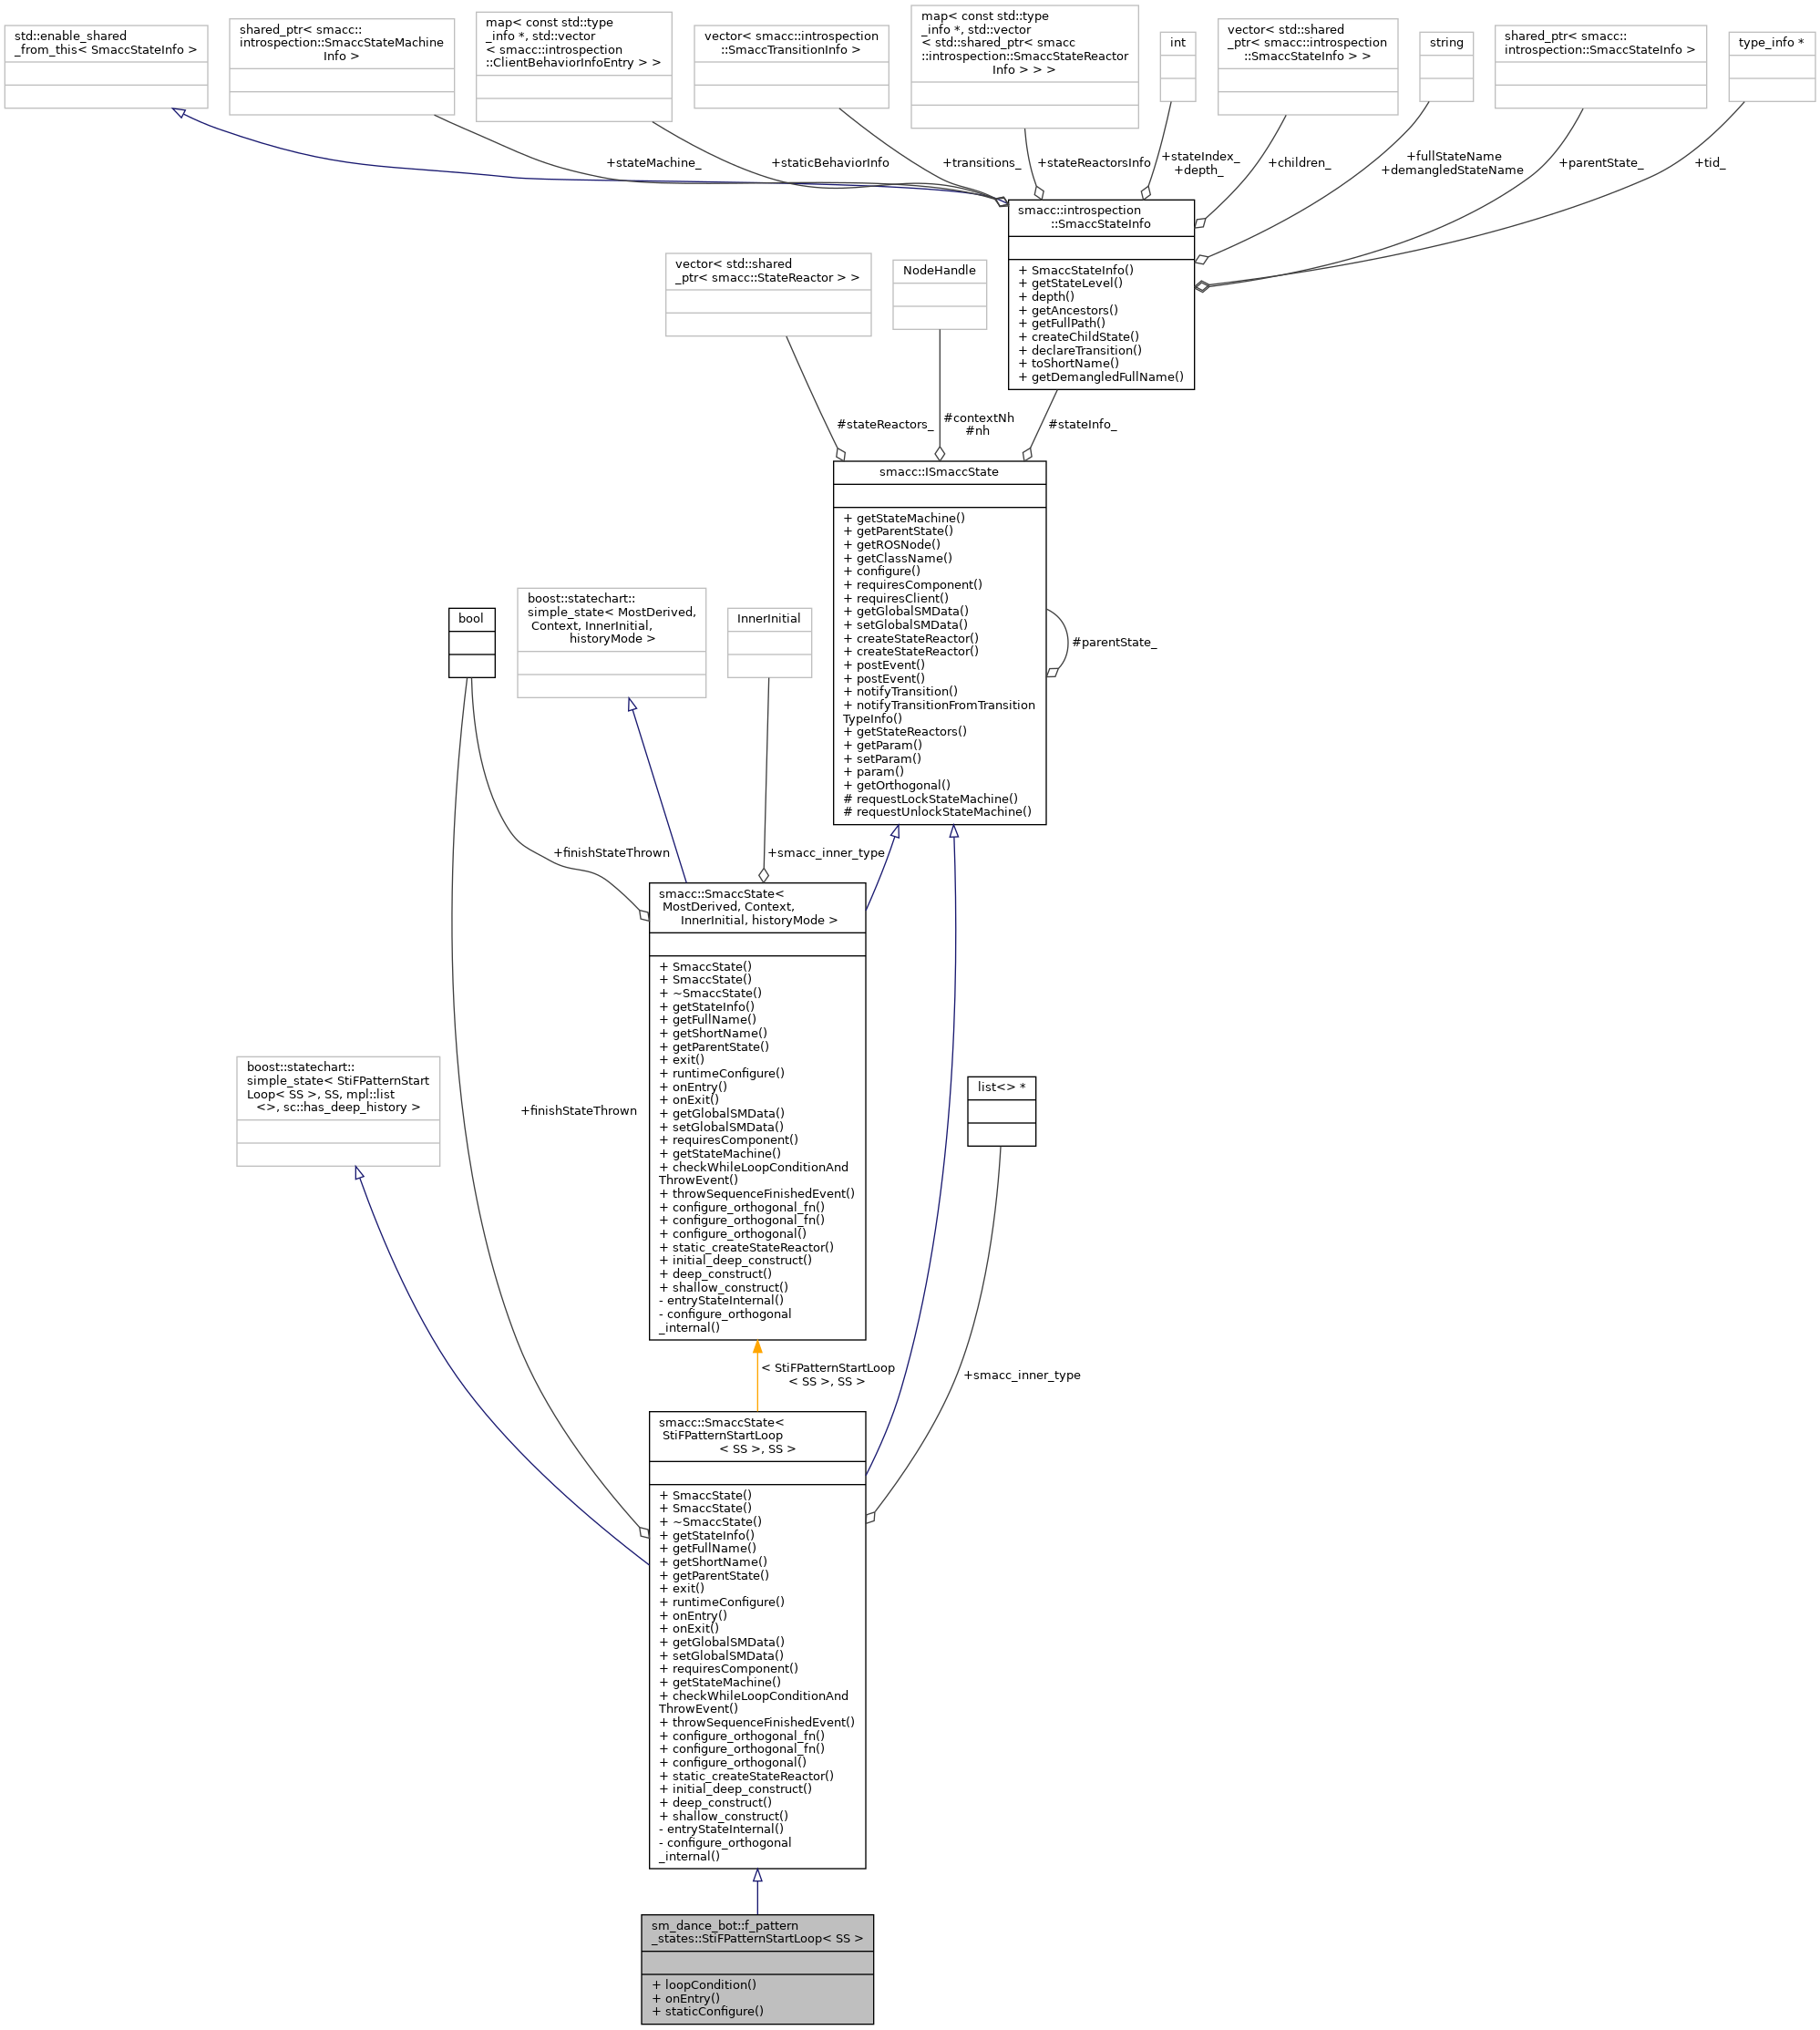 std::enable_shared
_from_this< SmaccStateInfo >
shared_ptr< smacc::
introspection::SmaccStateMachine
Info >
map< const std::type
_info *, std::vector
< smacc::introspection
::ClientBehaviorInfoEntry > >
vector< smacc::introspection
::SmaccTransitionInfo >
map< const std::type
_info *, std::vector
< std::shared_ptr< smacc
::introspection::SmaccStateReactor
Info > > >
int
vector< std::shared
_ptr< smacc::introspection
::SmaccStateInfo > >
string
shared_ptr< smacc::
introspection::SmaccStateInfo >
type_info *
+stateMachine_
+staticBehaviorInfo
+transitions_
+stateReactorsInfo
+stateIndex_
+depth_
+children_
+fullStateName
+demangledStateName
+parentState_
+tid_
smacc::introspection
::SmaccStateInfo
+ SmaccStateInfo()
+ getStateLevel()
+ depth()
+ getAncestors()
+ getFullPath()
+ createChildState()
+ declareTransition()
+ toShortName()
+ getDemangledFullName()
vector< std::shared
_ptr< smacc::StateReactor > >
NodeHandle
#stateReactors_
#contextNh
#nh
#stateInfo_
smacc::ISmaccState
+ getStateMachine()
+ getParentState()
+ getROSNode()
+ getClassName()
+ configure()
+ requiresComponent()
+ requiresClient()
+ getGlobalSMData()
+ setGlobalSMData()
+ createStateReactor()
+ createStateReactor()
+ postEvent()
+ postEvent()
+ notifyTransition()
+ notifyTransitionFromTransition
TypeInfo()
+ getStateReactors()
+ getParam()
+ setParam()
+ param()
+ getOrthogonal()
# requestLockStateMachine()
# requestUnlockStateMachine()
#parentState_
bool
boost::statechart::
simple_state< MostDerived,
Context, InnerInitial,
historyMode >
InnerInitial
+finishStateThrown
+smacc_inner_type
smacc::SmaccState<
MostDerived, Context,
InnerInitial, historyMode >
+ SmaccState()
+ SmaccState()
+ ~SmaccState()
+ getStateInfo()
+ getFullName()
+ getShortName()
+ getParentState()
+ exit()
+ runtimeConfigure()
+ onEntry()
+ onExit()
+ getGlobalSMData()
+ setGlobalSMData()
+ requiresComponent()
+ getStateMachine()
+ checkWhileLoopConditionAnd
ThrowEvent()
+ throwSequenceFinishedEvent()
+ configure_orthogonal_fn()
+ configure_orthogonal_fn()
+ configure_orthogonal()
+ static_createStateReactor()
+ initial_deep_construct()
+ deep_construct()
+ shallow_construct()
- entryStateInternal()
- configure_orthogonal
_internal()
boost::statechart::
simple_state< StiFPatternStart
Loop< SS >, SS, mpl::list
<>, sc::has_deep_history >
+finishStateThrown
list<> *
< StiFPatternStartLoop
< SS >, SS >
+smacc_inner_type
smacc::SmaccState<
StiFPatternStartLoop
< SS >, SS >
+ SmaccState()
+ SmaccState()
+ ~SmaccState()
+ getStateInfo()
+ getFullName()
+ getShortName()
+ getParentState()
+ exit()
+ runtimeConfigure()
+ onEntry()
+ onExit()
+ getGlobalSMData()
+ setGlobalSMData()
+ requiresComponent()
+ getStateMachine()
+ checkWhileLoopConditionAnd
ThrowEvent()
+ throwSequenceFinishedEvent()
+ configure_orthogonal_fn()
+ configure_orthogonal_fn()
+ configure_orthogonal()
+ static_createStateReactor()
+ initial_deep_construct()
+ deep_construct()
+ shallow_construct()
- entryStateInternal()
- configure_orthogonal
_internal()
sm_dance_bot::f_pattern
_states::StiFPatternStartLoop< SS >
+ loopCondition()
+ onEntry()
+ staticConfigure()